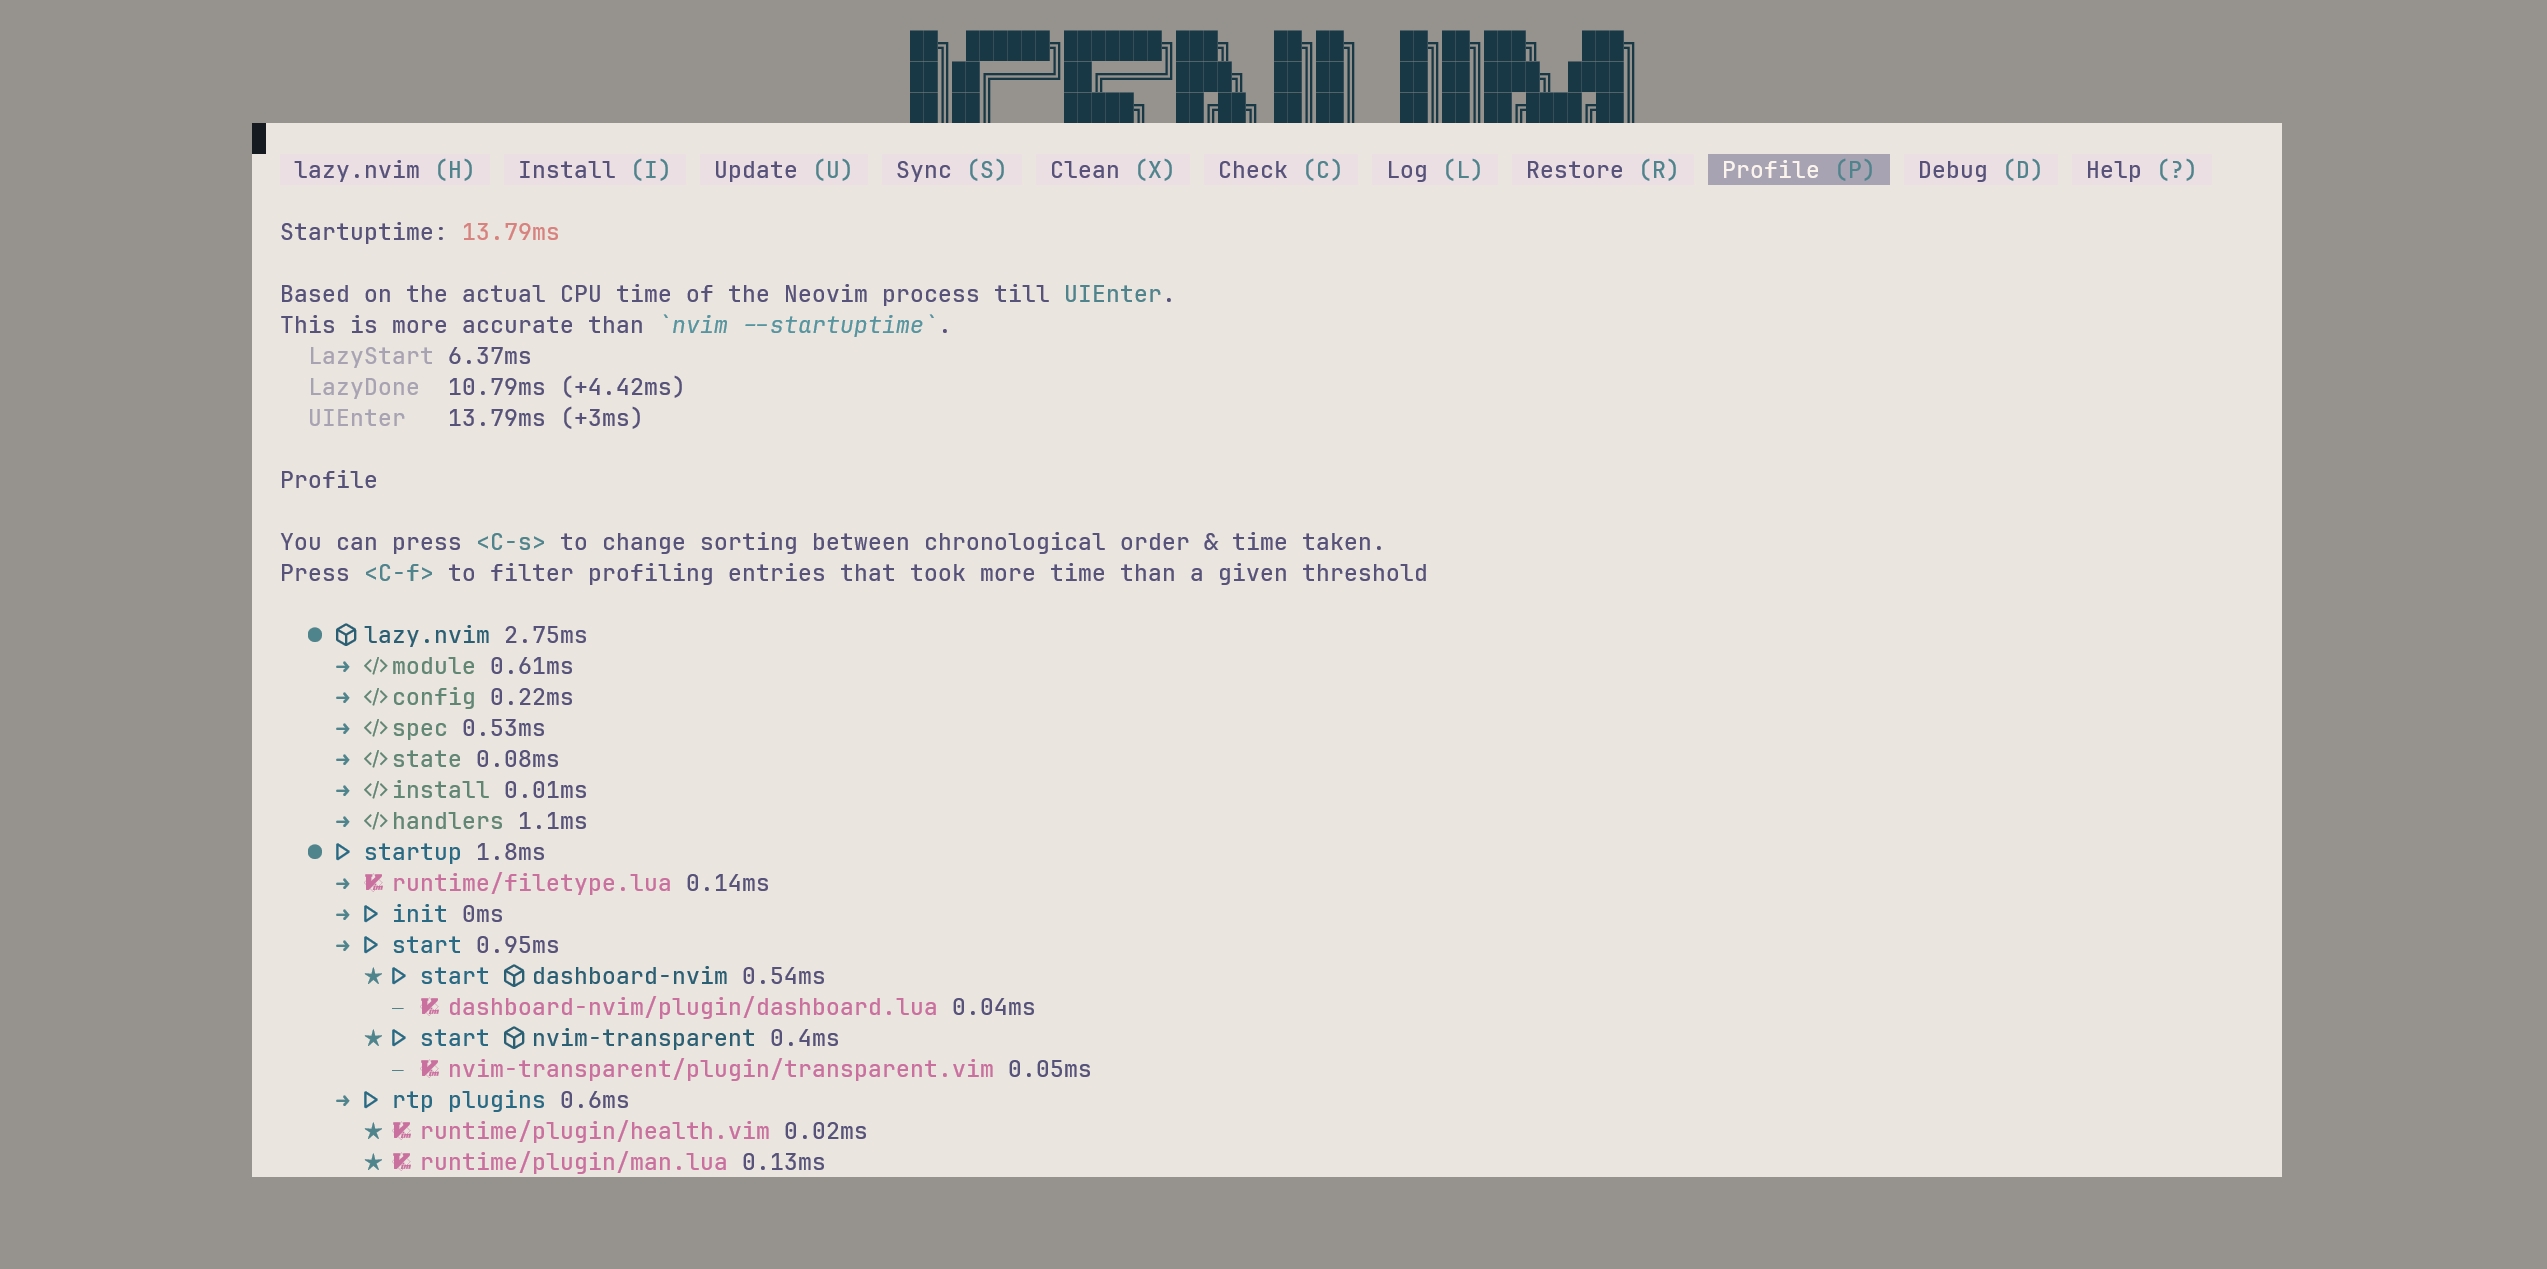 lazy.nvim (H) Install (I) Update (U) Sync (S) Clean (X) Check (C) Log (L) Restore (R) Profile (P) Debug (D) Help (?)
Startuptime: 13.79ms
Based on the actual CPU time of the Neovim process till UIEnter.
This is more accurate than `nvim --startuptime`.
LazyStart 6.37ms
LazyDone 10.79ms (+4.42ms)
UIEnter 13.79ms (+3ms)
Profile
You can press <C-s> to change sorting between chronological order & time taken.
Press <C-f> to filter profiling entries that took more time than a given threshold
● lazy.nvim 2.75ms
➜ </> module 0.61ms
➜ </> config 0.22ms
➜ </> spec 0.53ms
➜ </> state 0.08ms
➜ </> install 0.01ms
➜ </> handlers 1.1ms
● startup 1.8ms
➜ runtime/filetype.lua 0.14ms
➜ init 0ms
➜ start 0.95ms
★ start dashboard-nvim 0.54ms
‒ dashboard-nvim/plugin/dashboard.lua 0.04ms
★ start nvim-transparent 0.4ms
‒ nvim-transparent/plugin/transparent.vim 0.05ms
➜ rtp plugins 0.6ms
★ runtime/plugin/health.vim 0.02ms
★ runtime/plugin/man.lua 0.13ms